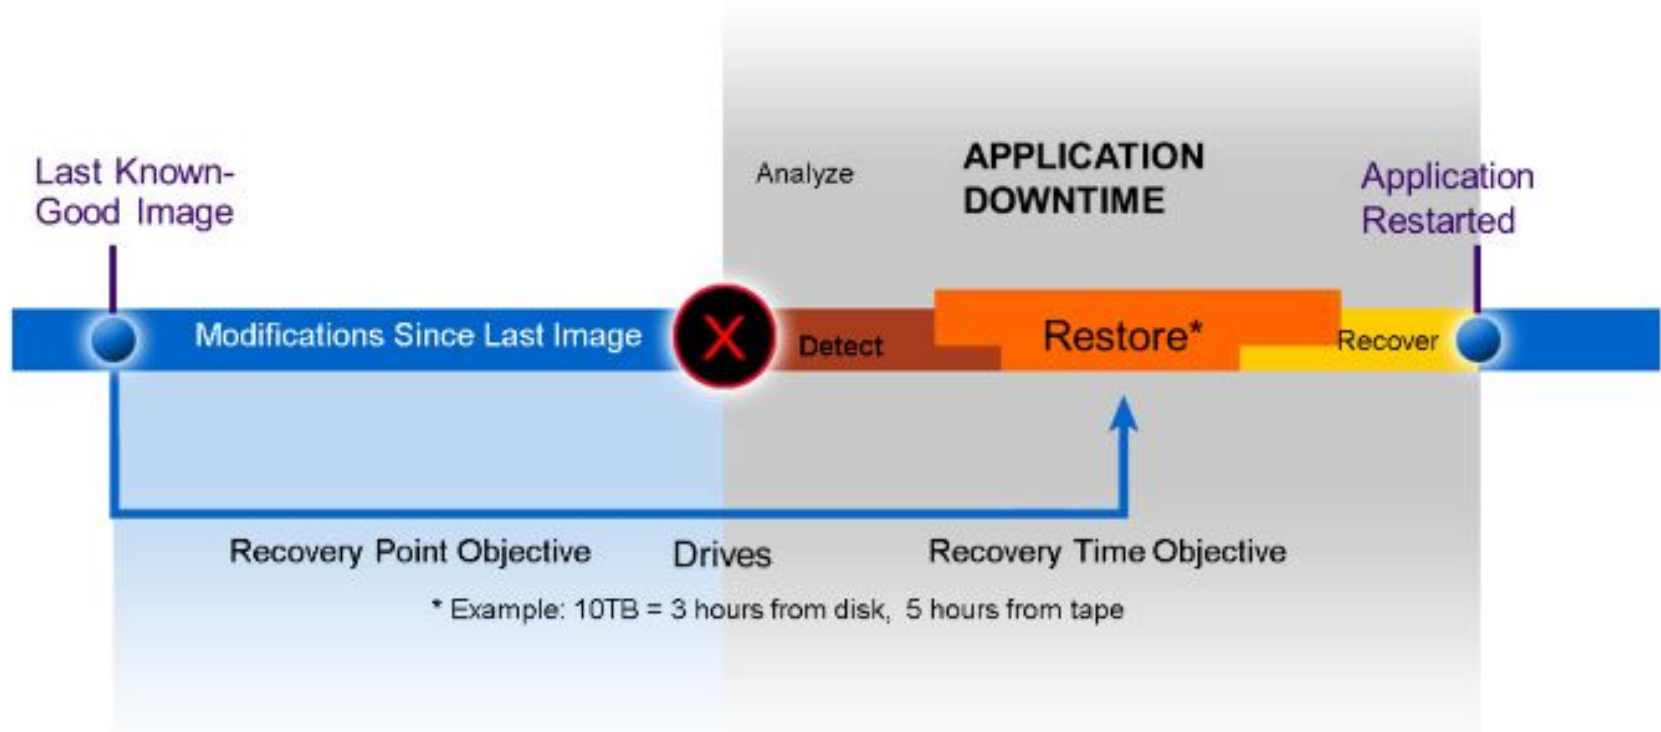 Last Known-
Good Image
Analyze
APPLICATION
DOWNTIME
Application
Restarted
Modifications Since Last Image
X
Detect
Restore*
Recover
Recovery Point Objective
Drives
Recovery Time Objective
* Example: 10TB = 3 hours from disk, 5 hours from tape